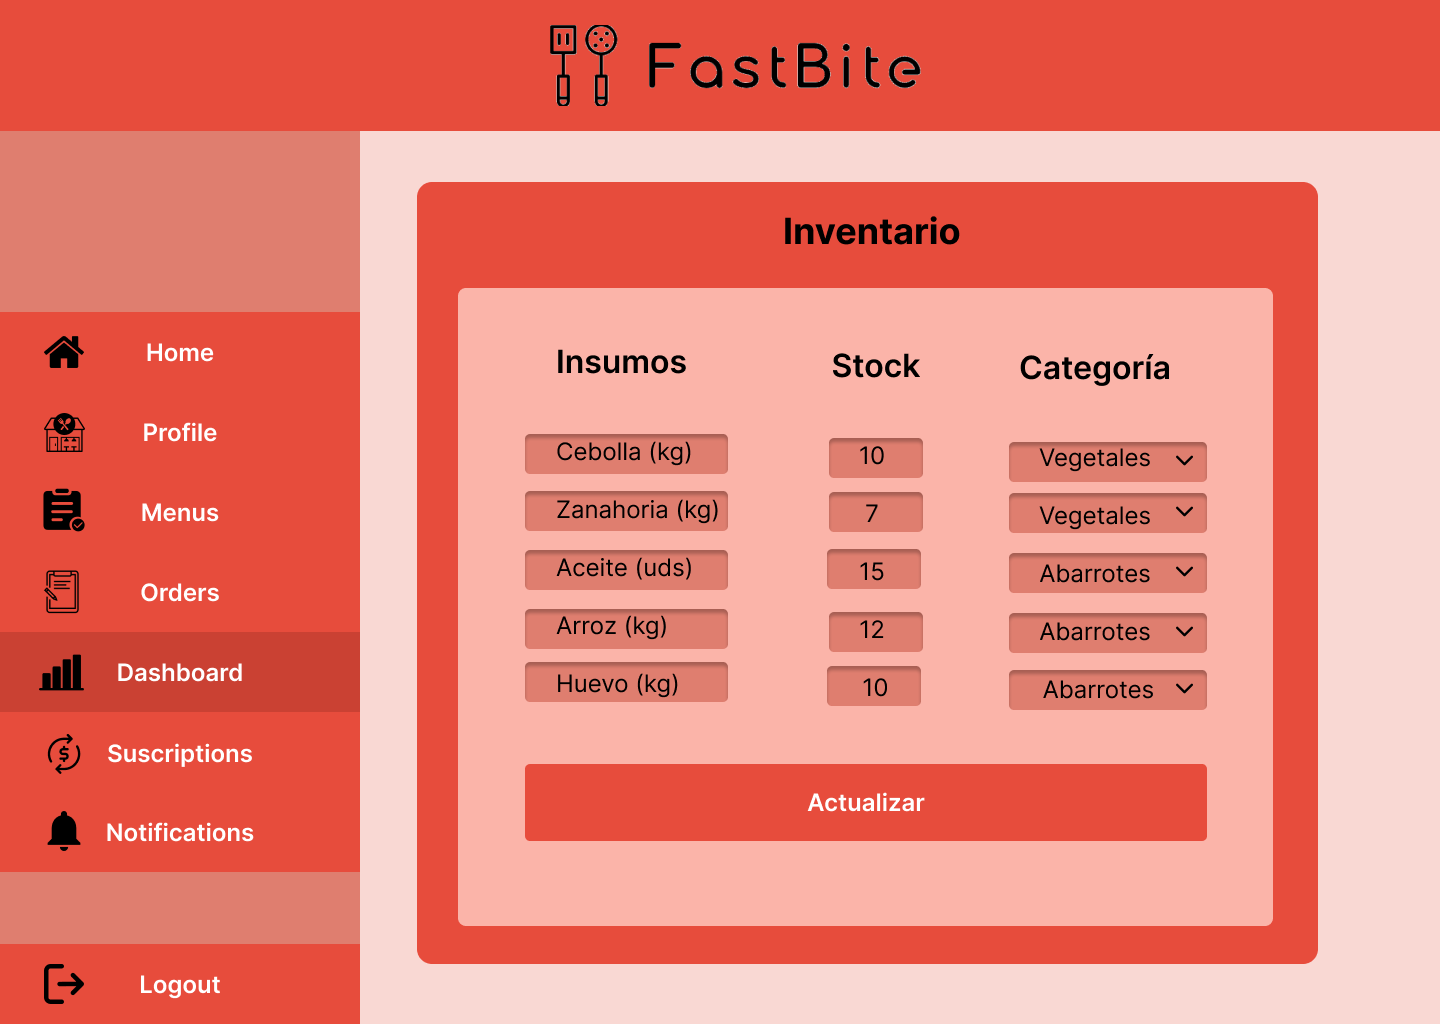 FastBite
Home
Profile
Menus
Orders
Dashboard
Suscriptions
Notifications
Logout
Inventario
Insumos Stock Categoría
Cebolla (kg) 10 Vegetales
Zanahoria (kg) 7 Vegetales
Aceite (uds) 15 Abarrotes
Arroz (kg) 12 Abarrotes
Huevo (kg) 10 Abarrotes
Actualizar